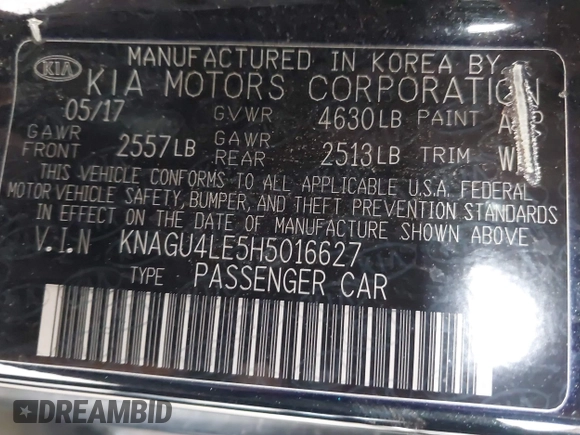 MANUFACTURED IN KOREA BY
KIA KIA MOTORS CORPORATION
05/17 GVWR 4630LB PAINT
GAWR FRONT 2557LB GAWR REAR 2513LB TRIM
THIS VEHICLE CONFORMS TO ALL APPLICABLE U.S.A. FEDERAL
MOTOR VEHICLE SAFETY, BUMPER, AND THEFT PREVENTION STANDARDS
IN EFFECT ON THE DATE OF MANUFACTURE SHOWN ABOVE
V.I.N KNAGU4LE5H5016627
TYPE PASSENGER CAR
DREAMBID